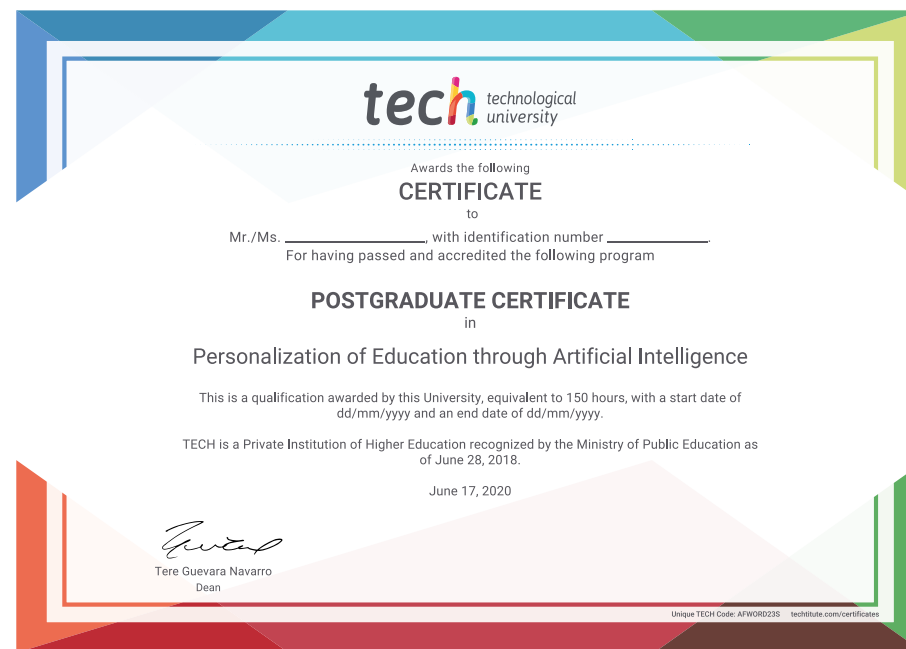 tech technological
university
Awards the following
CERTIFICATE
to
Mr./Ms. ____________________, with identification number ______________.
For having passed and accredited the following program
POSTGRADUATE CERTIFICATE
in
Personalization of Education through Artificial Intelligence
This is a qualification awarded by this University, equivalent to 150 hours, with a start date of
dd/mm/yyyy and an end date of dd/mm/yyyy.
TECH is a Private Institution of Higher Education recognized by the Ministry of Public Education as
of June 28, 2018.
June 17, 2020
Tere Guevara Navarro
Dean
Unique TECH Code: AFWORD23S techtitute.com/certificates